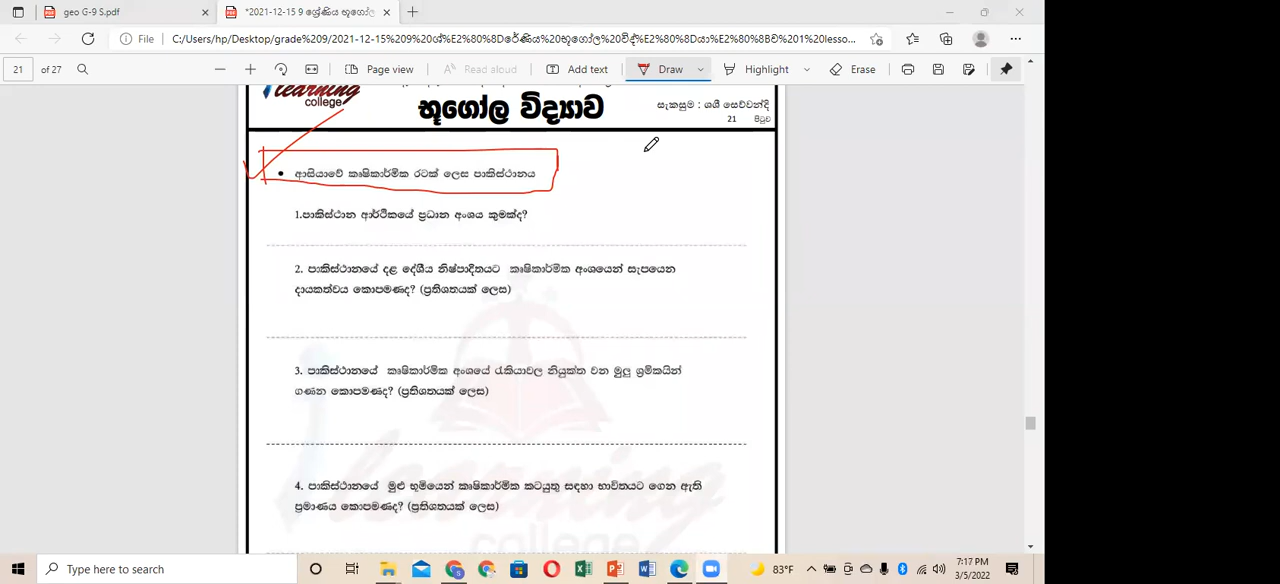 geo G-9 S.pdf
*2021-12-15 9 ශ්‍රේණිය භූගෝල
File
C:/Users/hp/Desktop/grade%209/2021-12-15%209%20ශ්%E2%80%8Dරේණිය%20භූගෝල%20විද්%E2%80%8Dයා%E2%80%8Bව%201%20lesso...
21 of 27
Page view
Read aloud
Add text
Draw
Highlight
Erase
learning
college
භූගෝල විද්‍යාව
සැකසුම : ශශී සෙව්වන්දි
21 පිටුව
• ආසියාවේ කෘෂිකාර්මික රටක් ලෙස පාකිස්ථානය
1.පාකිස්ථාන ආර්ථිකයේ ප්‍රධාන අංශය කුමක්ද?
2. පාකිස්ථානයේ දළ දේශීය නිෂ්පාදිතයට කෘෂිකාර්මික අංශයෙන් සැපයෙන
දායකත්වය කොපමණද? (ප්‍රතිශතයක් ලෙස)
3. පාකිස්ථානයේ කෘෂිකාර්මික අංශයේ රැකියාවල නියුක්ත වන මුලු ශ්‍රමිකයින්
ගණන කොපමණද? (ප්‍රතිශතයක් ලෙස)
4. පාකිස්ථානයේ මුළු භූමියෙන් කෘෂිකාර්මික කටයුතු සඳහා භාවිතයට ගෙන ඇති
ප්‍රමාණය කොපමණද? (ප්‍රතිශතයක් ලෙස)
learning
college
Type here to search
83°F
7:17 PM
3/5/2022